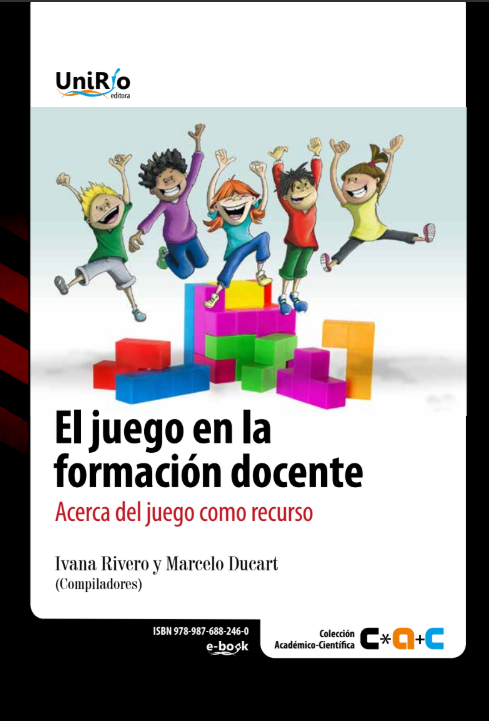 UniRío
editora
El juego en la
formación docente
Acerca del juego como recurso
Ivana Rivero y Marcelo Ducart
(Compiladores)
ISBN 978-987-688-246-0
e-book
Colección
Académico-Científica
C*a+C